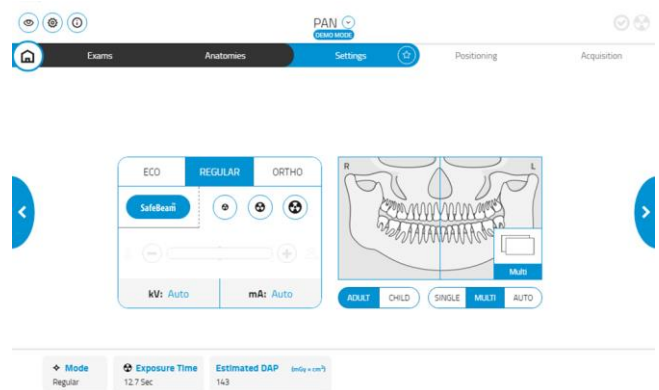 PAN
DEMO MODE
Exams
Anatomies
Settings
Positioning
Acquisition
ECO
REGULAR
ORTHO
SafeBeam
kV: Auto
mA: Auto
R
L
Multi
ADULT
CHILD
SINGLE
MULTI
AUTO
Mode
Regular
Exposure Time
12.7 Sec
Estimated DAP (mGy × cm²)
143